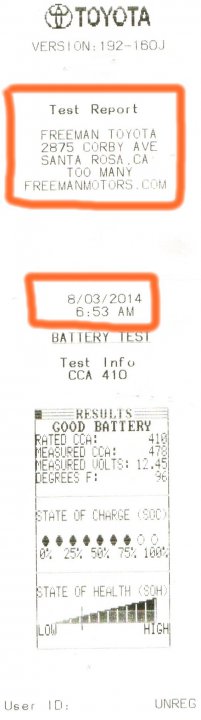 TOYOTA
VERSION:192-160J
Test Report
FREEMAN TOYOTA
2875 CORBY AVE
SANTA ROSA,CA
TOO MANY
FREEMANMOTORS.COM
8/03/2014
6:53 AM
BATTERY TEST
Test Info
CCA 410
RESULTS
GOOD BATTERY
RATED CCA: 410
MEASURED CCA: 478
MEASURED VOLTS: 12.45
DEGREES F: 96
STATE OF CHARGE (SOC)
0% 25% 50% 75% 100%
STATE OF HEALTH (SOH)
LOW HIGH
User ID: UNREG